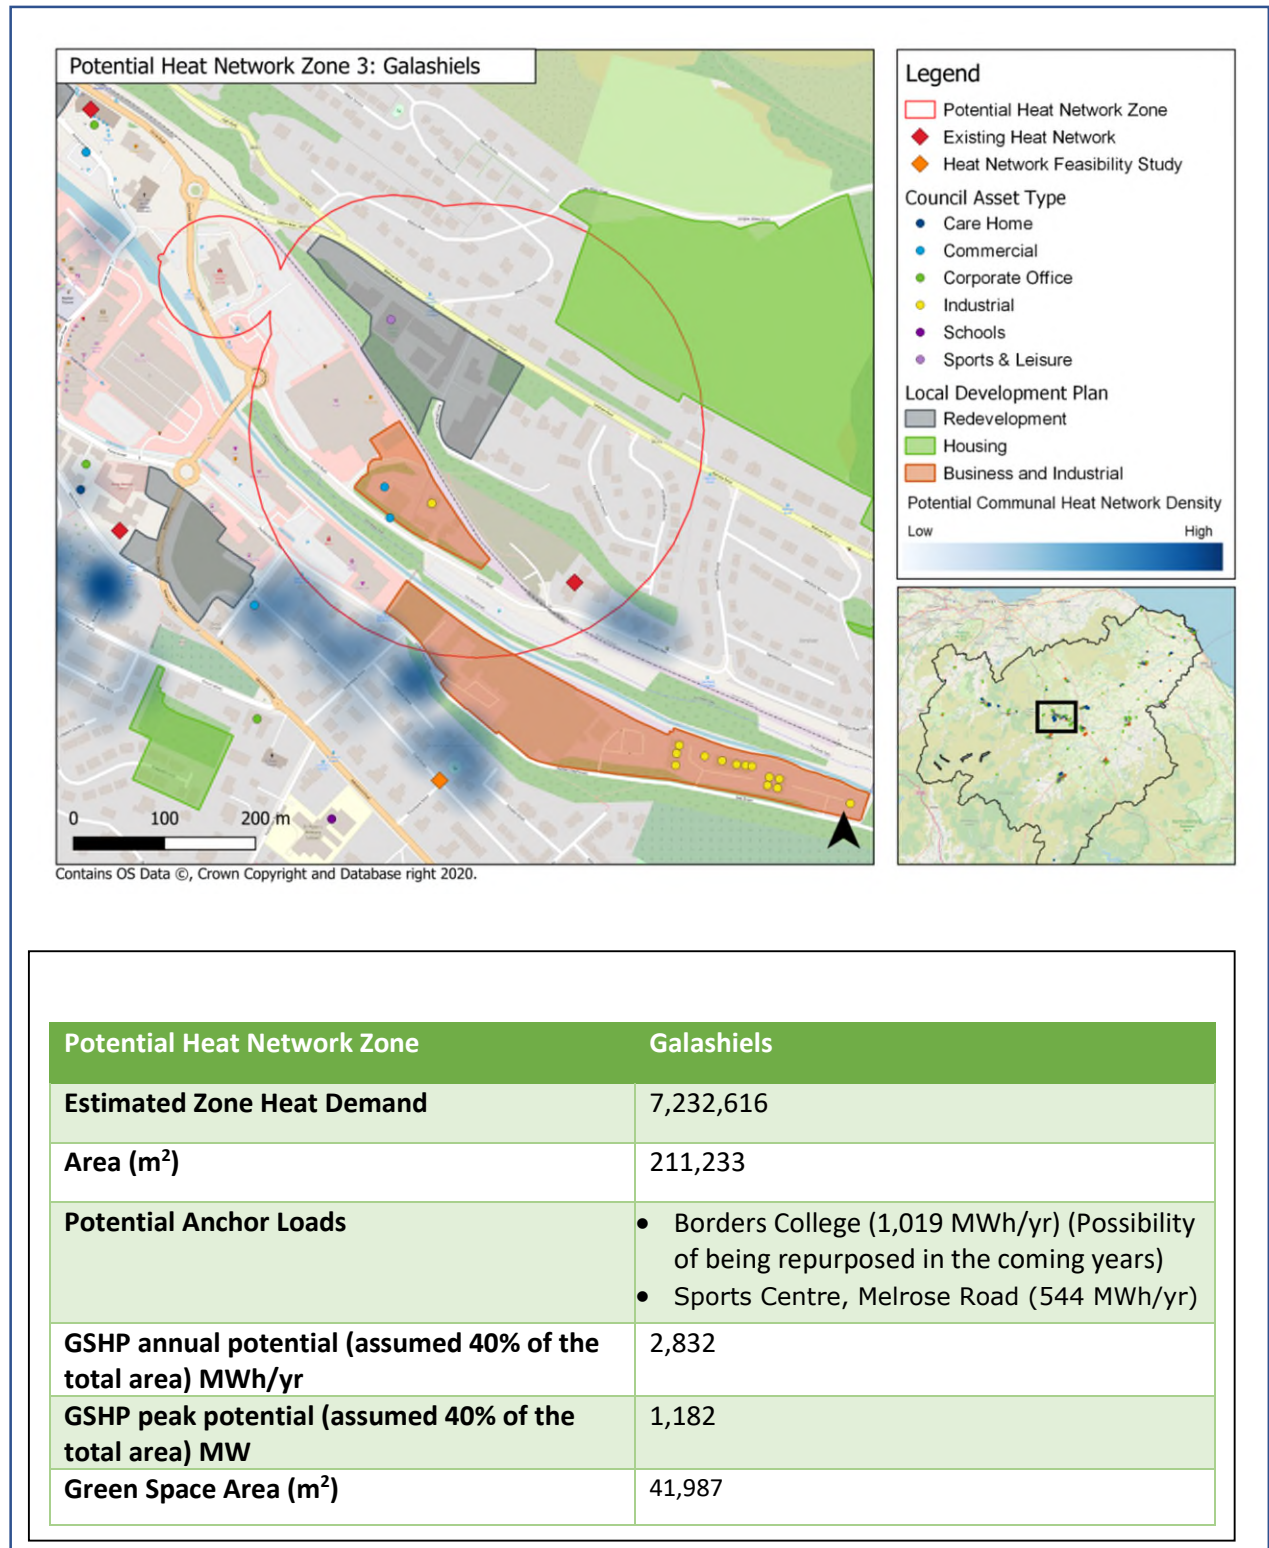 Potential Heat Network Zone 3: Galashiels
Legend
Potential Heat Network Zone
Existing Heat Network
Heat Network Feasibility Study
Council Asset Type
Care Home
Commercial
Corporate Office
Industrial
Schools
Sports & Leisure
Local Development Plan
Redevelopment
Housing
Business and Industrial
Potential Communal Heat Network Density
Low High
0 100 200 m
Contains OS Data ©, Crown Copyright and Database right 2020.
Potential Heat Network Zone Galashiels
Estimated Zone Heat Demand 7,232,616
Area (m²) 211,233
Potential Anchor Loads • Borders College (1,019 MWh/yr) (Possibility
of being repurposed in the coming years)
• Sports Centre, Melrose Road (544 MWh/yr)
GSHP annual potential (assumed 40% of the 2,832
total area) MWh/yr
GSHP peak potential (assumed 40% of the 1,182
total area) MW
Green Space Area (m²) 41,987